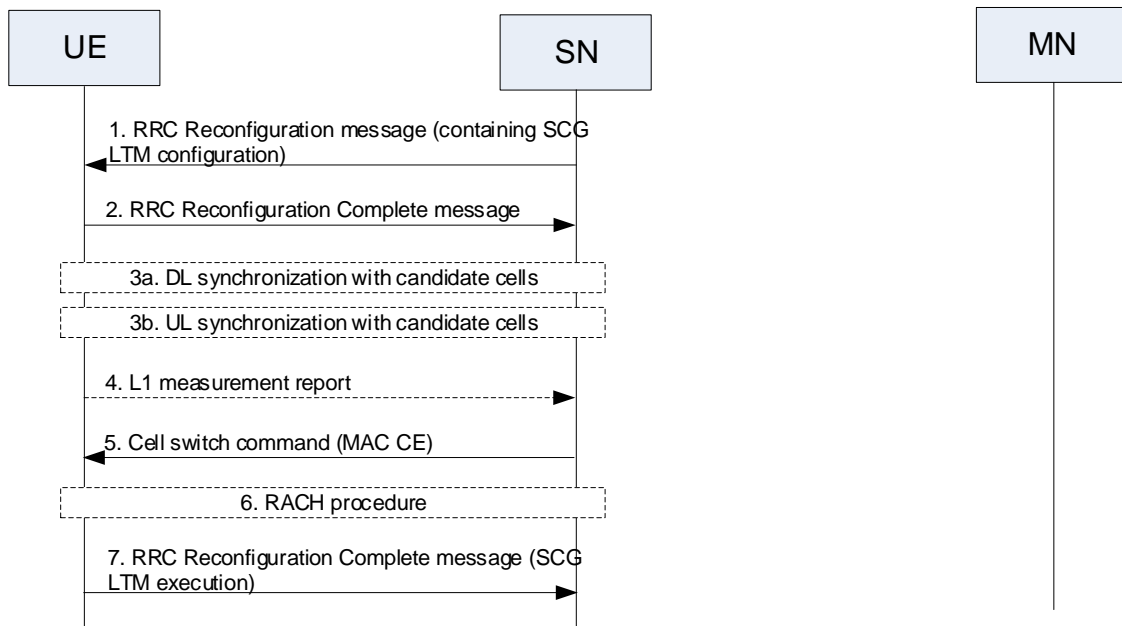 UE
SN
MN
1. RRC Reconfiguration message (containing SCG
LTM configuration)
2. RRC Reconfiguration Complete message
3a. DL synchronization with candidate cells
3b. UL synchronization with candidate cells
4. L1 measurement report
5. Cell switch command (MAC CE)
6. RACH procedure
7. RRC Reconfiguration Complete message (SCG
LTM execution)